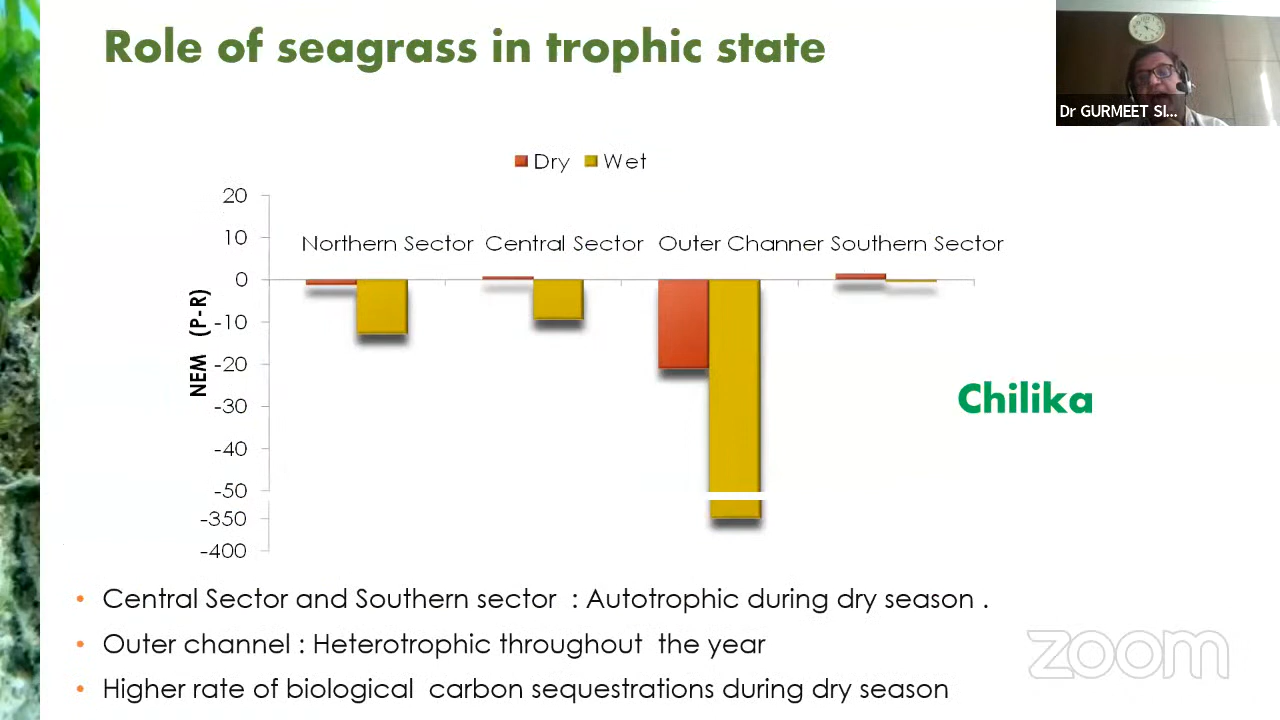 Role of seagrass in trophic state
Dr GURMEET SI...
Dry Wet
20
10
0
-10
-20
-30
-40
-50
-350
-400
NEM (P-R)
Northern Sector Central Sector Outer Channer Southern Sector
Chilika
• Central Sector and Southern sector : Autotrophic during dry season .
• Outer channel : Heterotrophic throughout the year
• Higher rate of biological carbon sequestrations during dry season
zoom